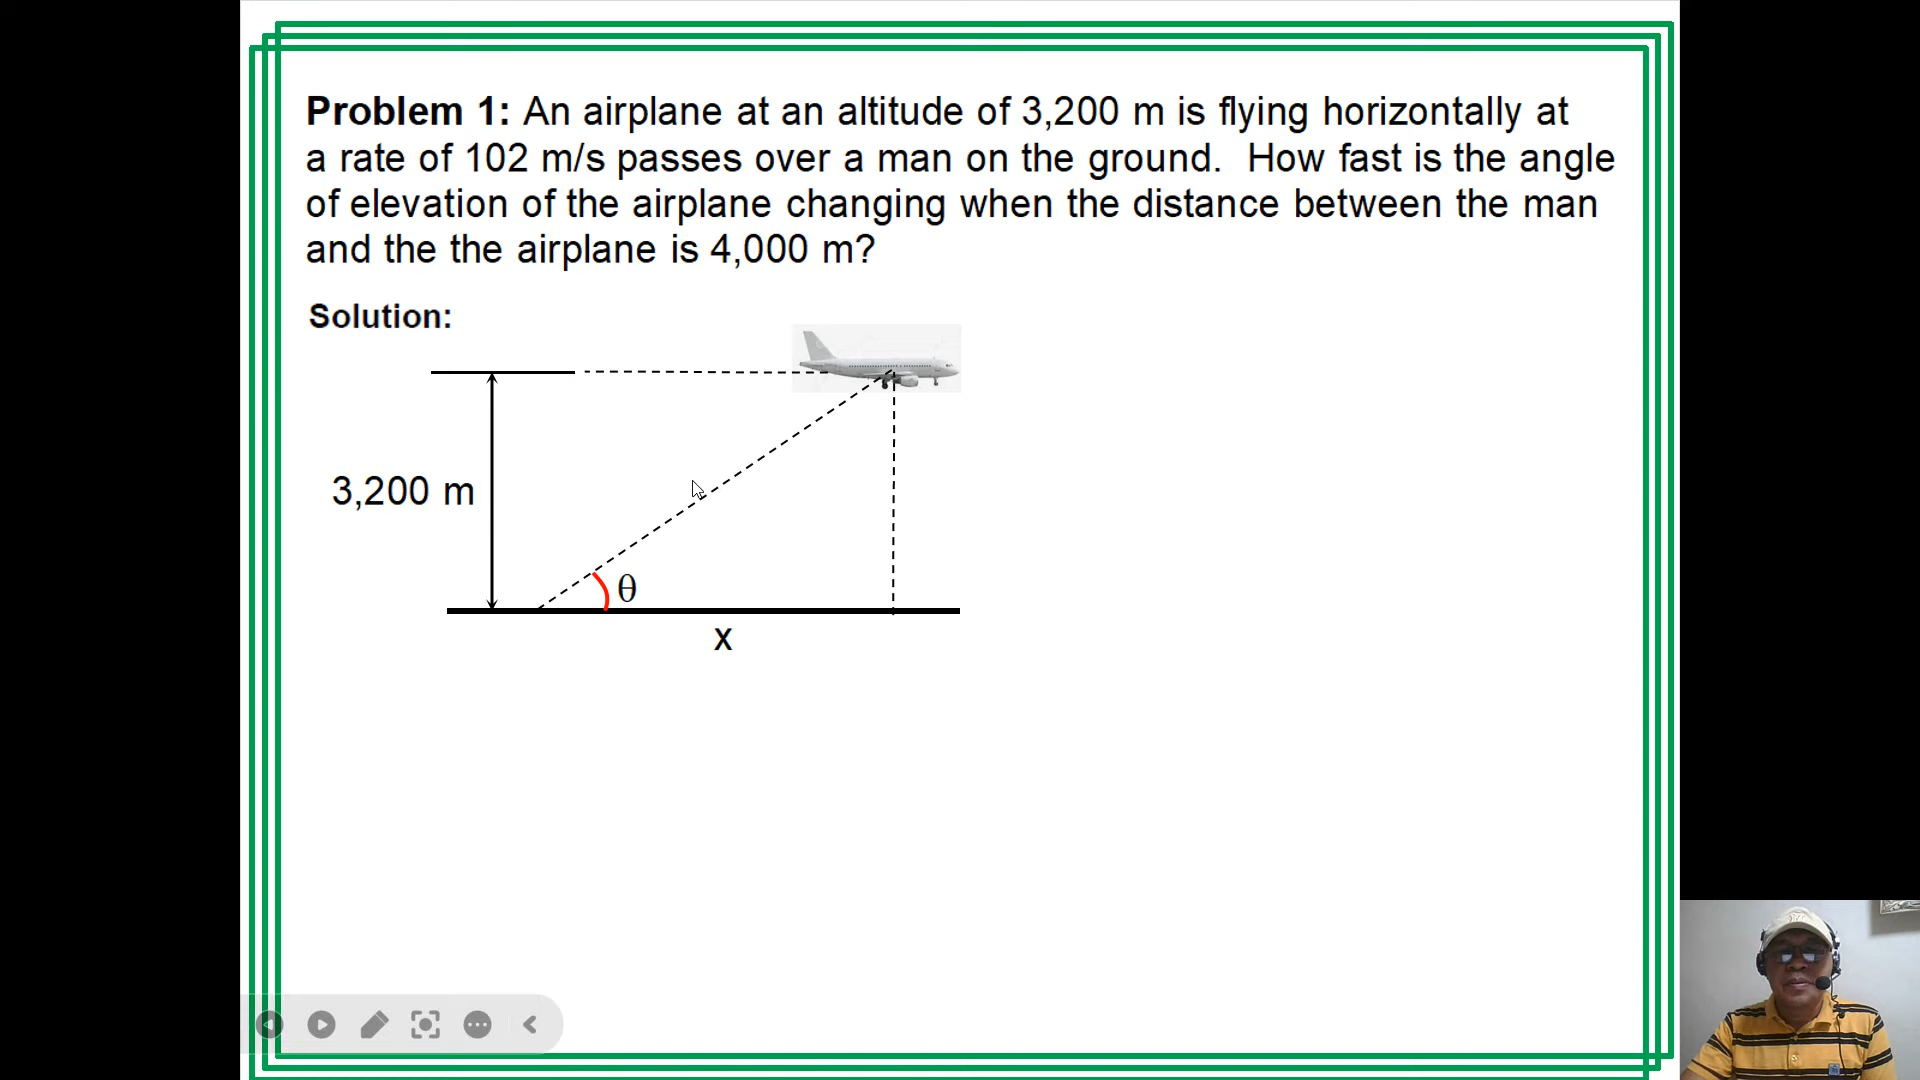 Problem 1: An airplane at an altitude of 3,200 m is flying horizontally at
a rate of 102 m/s passes over a man on the ground. How fast is the angle
of elevation of the airplane changing when the distance between the man
and the the airplane is 4,000 m?
Solution:
3,200 m
θ
x